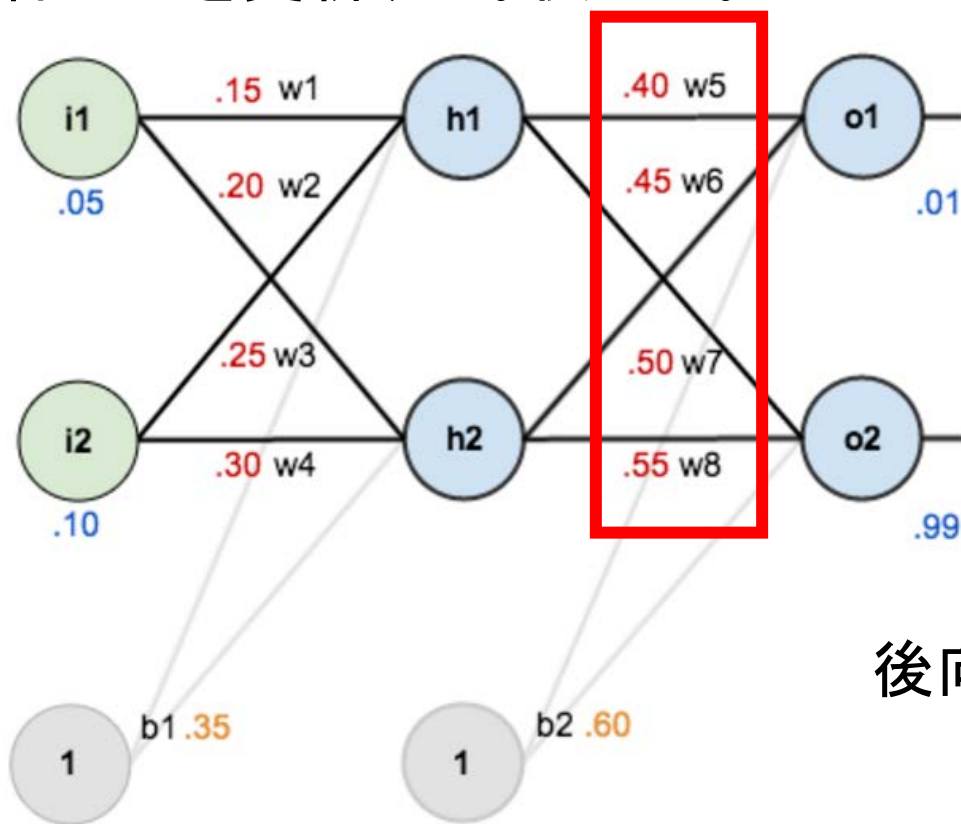 i1
.15 w1
h1
.40 w5
o1
.05
.20 w2
.45 w6
.01
.25 w3
.50 w7
i2
.30 w4
h2
.55 w8
o2
.10
.99
後向
b1 .35
b2 .60
1
1